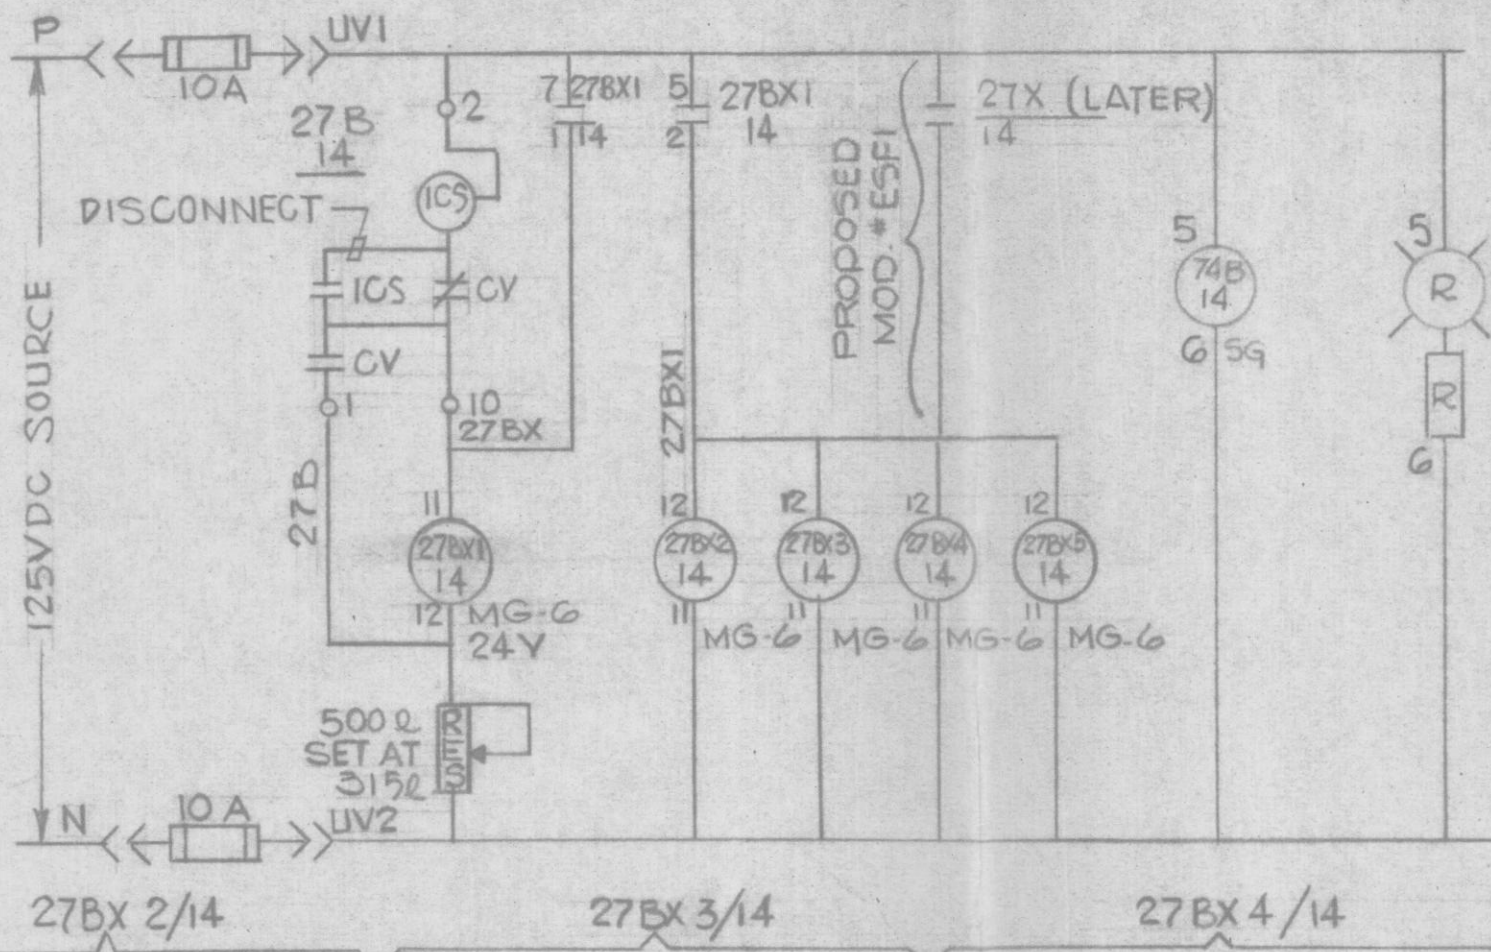 P
UV1
10A
27B
14
2
ICS
DISCONNECT
ICS
CV
CV
1
10
27BX
27B
11
27BX1
14
12
MG-6
24V
500Ω
SET AT
315Ω
RES
125VDC SOURCE
N
10A
UV2
7 27BX1
1 14
5
27BX1
14
2
27BX1
PROPOSED
MOD. #ESF1
27X (LATER)
14
12
27BX2
14
11
MG-6
12
27BX3
14
11
MG-6
12
27BX4
14
11
MG-6
12
27BX5
14
11
MG-6
5
74B
14
6 SG
5
R
R
6
27BX 2/14
27BX 3/14
27BX 4/14